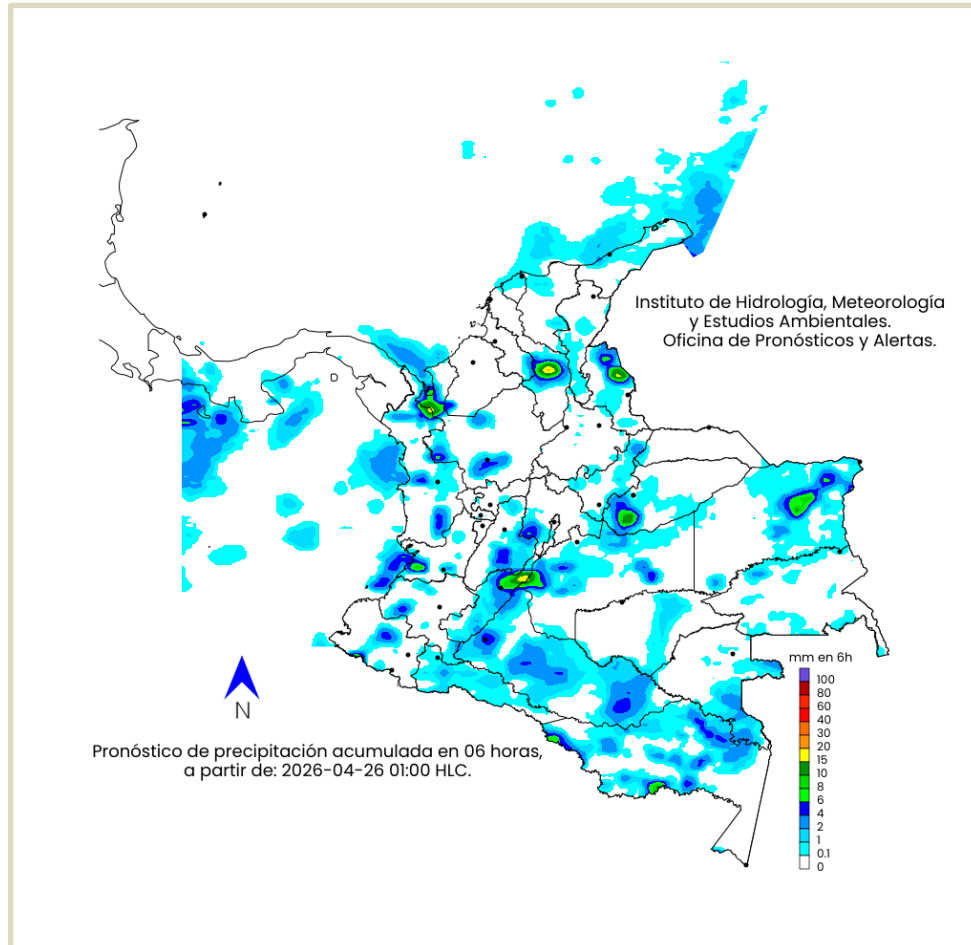 Instituto de Hidrología, Meteorología
y Estudios Ambientales.
Oficina de Pronósticos y Alertas.
mm en 6h
100
80
60
40
30
20
15
10
8
6
4
2
1
0.1
0
N
Pronóstico de precipitación acumulada en 06 horas,
a partir de: 2026-04-26 01:00 HLC.